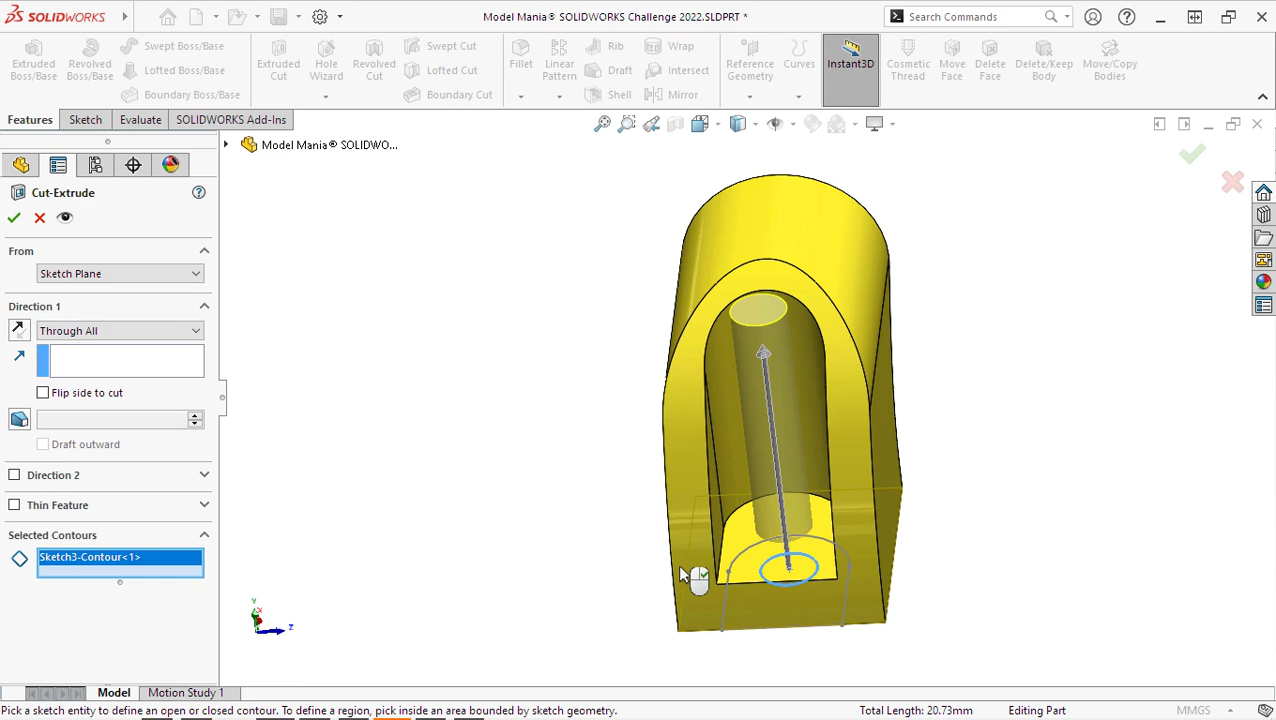 SOLIDWORKS
Model Mania® SOLIDWORKS Challenge 2022.SLDPRT *
Search Commands
Extruded Boss/Base
Revolved Boss/Base
Swept Boss/Base
Lofted Boss/Base
Boundary Boss/Base
Extruded Cut
Hole Wizard
Revolved Cut
Swept Cut
Lofted Cut
Boundary Cut
Fillet
Linear Pattern
Rib
Draft
Shell
Wrap
Intersect
Mirror
Reference Geometry
Curves
Instant3D
Cosmetic Thread
Move Face
Delete Face
Delete/Keep Body
Move/Copy Bodies
Features
Sketch
Evaluate
SOLIDWORKS Add-Ins
Model Mania® SOLIDWO...
Cut-Extrude
From
Sketch Plane
Direction 1
Through All
Flip side to cut
Draft outward
Direction 2
Thin Feature
Selected Contours
Sketch3-Contour<1>
Y
X
Z
Model
Motion Study 1
Pick a sketch entity to define an open or closed contour. To define a region, pick inside an area bounded by sketch geometry.
Total Length: 20.73mm
Editing Part
MMGS